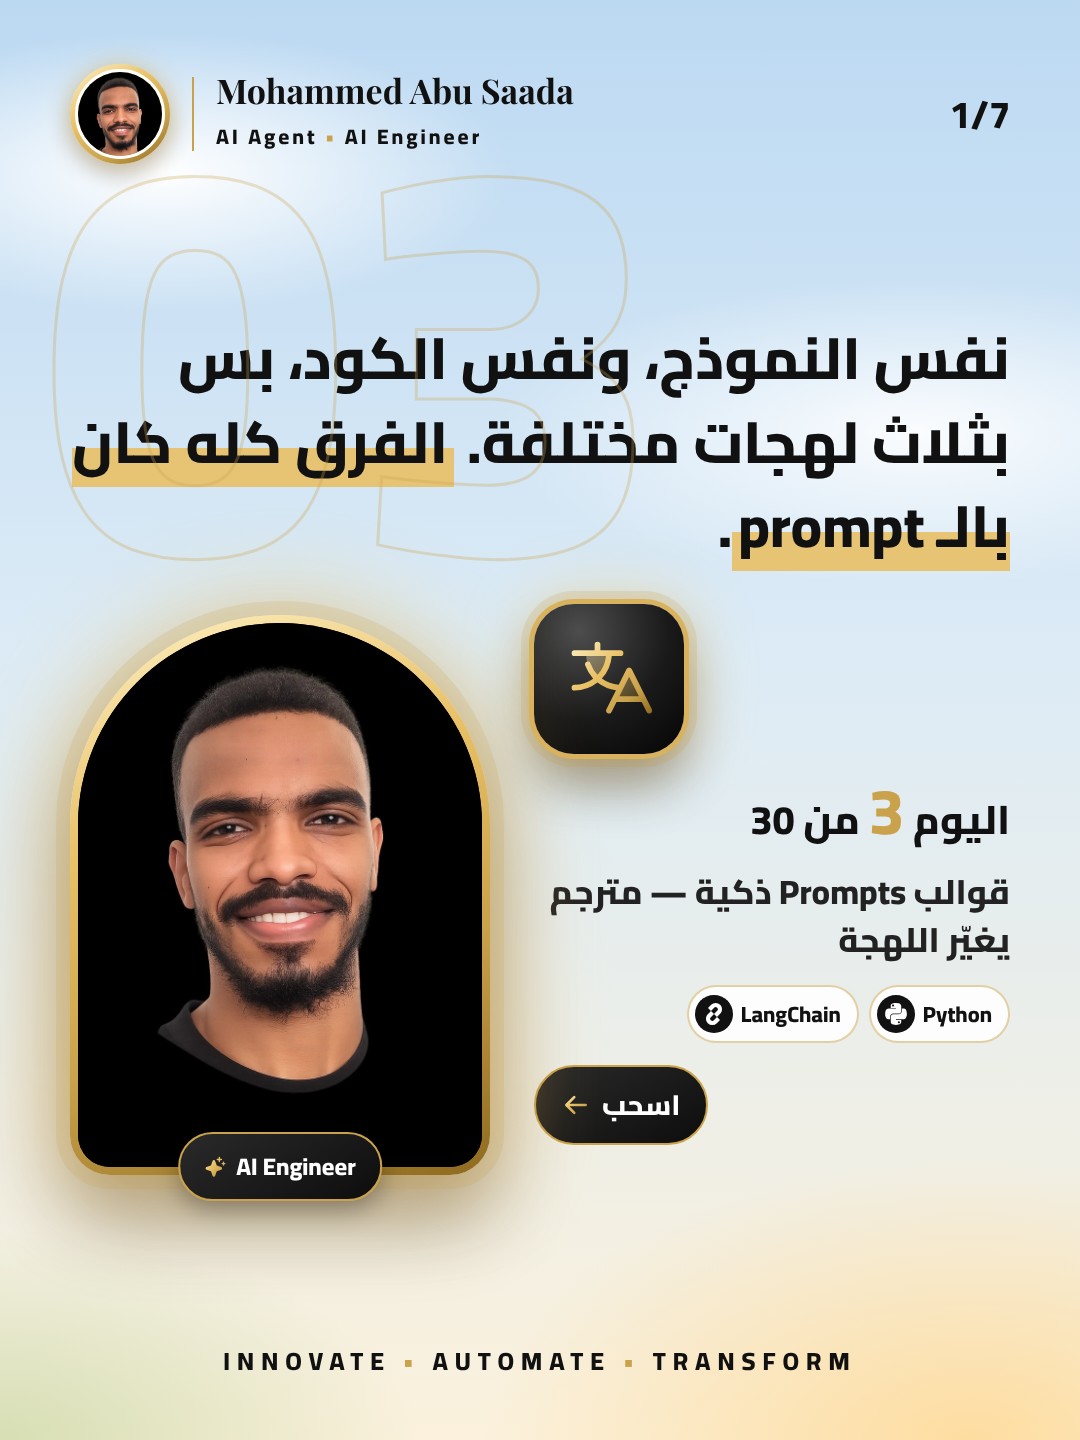 Mohammed Abu Saada
AI Agent ▪ AI Engineer
1/7
03
نفس النموذج، ونفس الكود، بس
بثلاث لهجات مختلفة. الفرق كله كان
بالـ prompt.
文A
اليوم 3 من 30
قوالب Prompts ذكية — مترجم
يغيّر اللهجة
Python
LangChain
اسحب ←
AI Engineer
INNOVATE ▪ AUTOMATE ▪ TRANSFORM